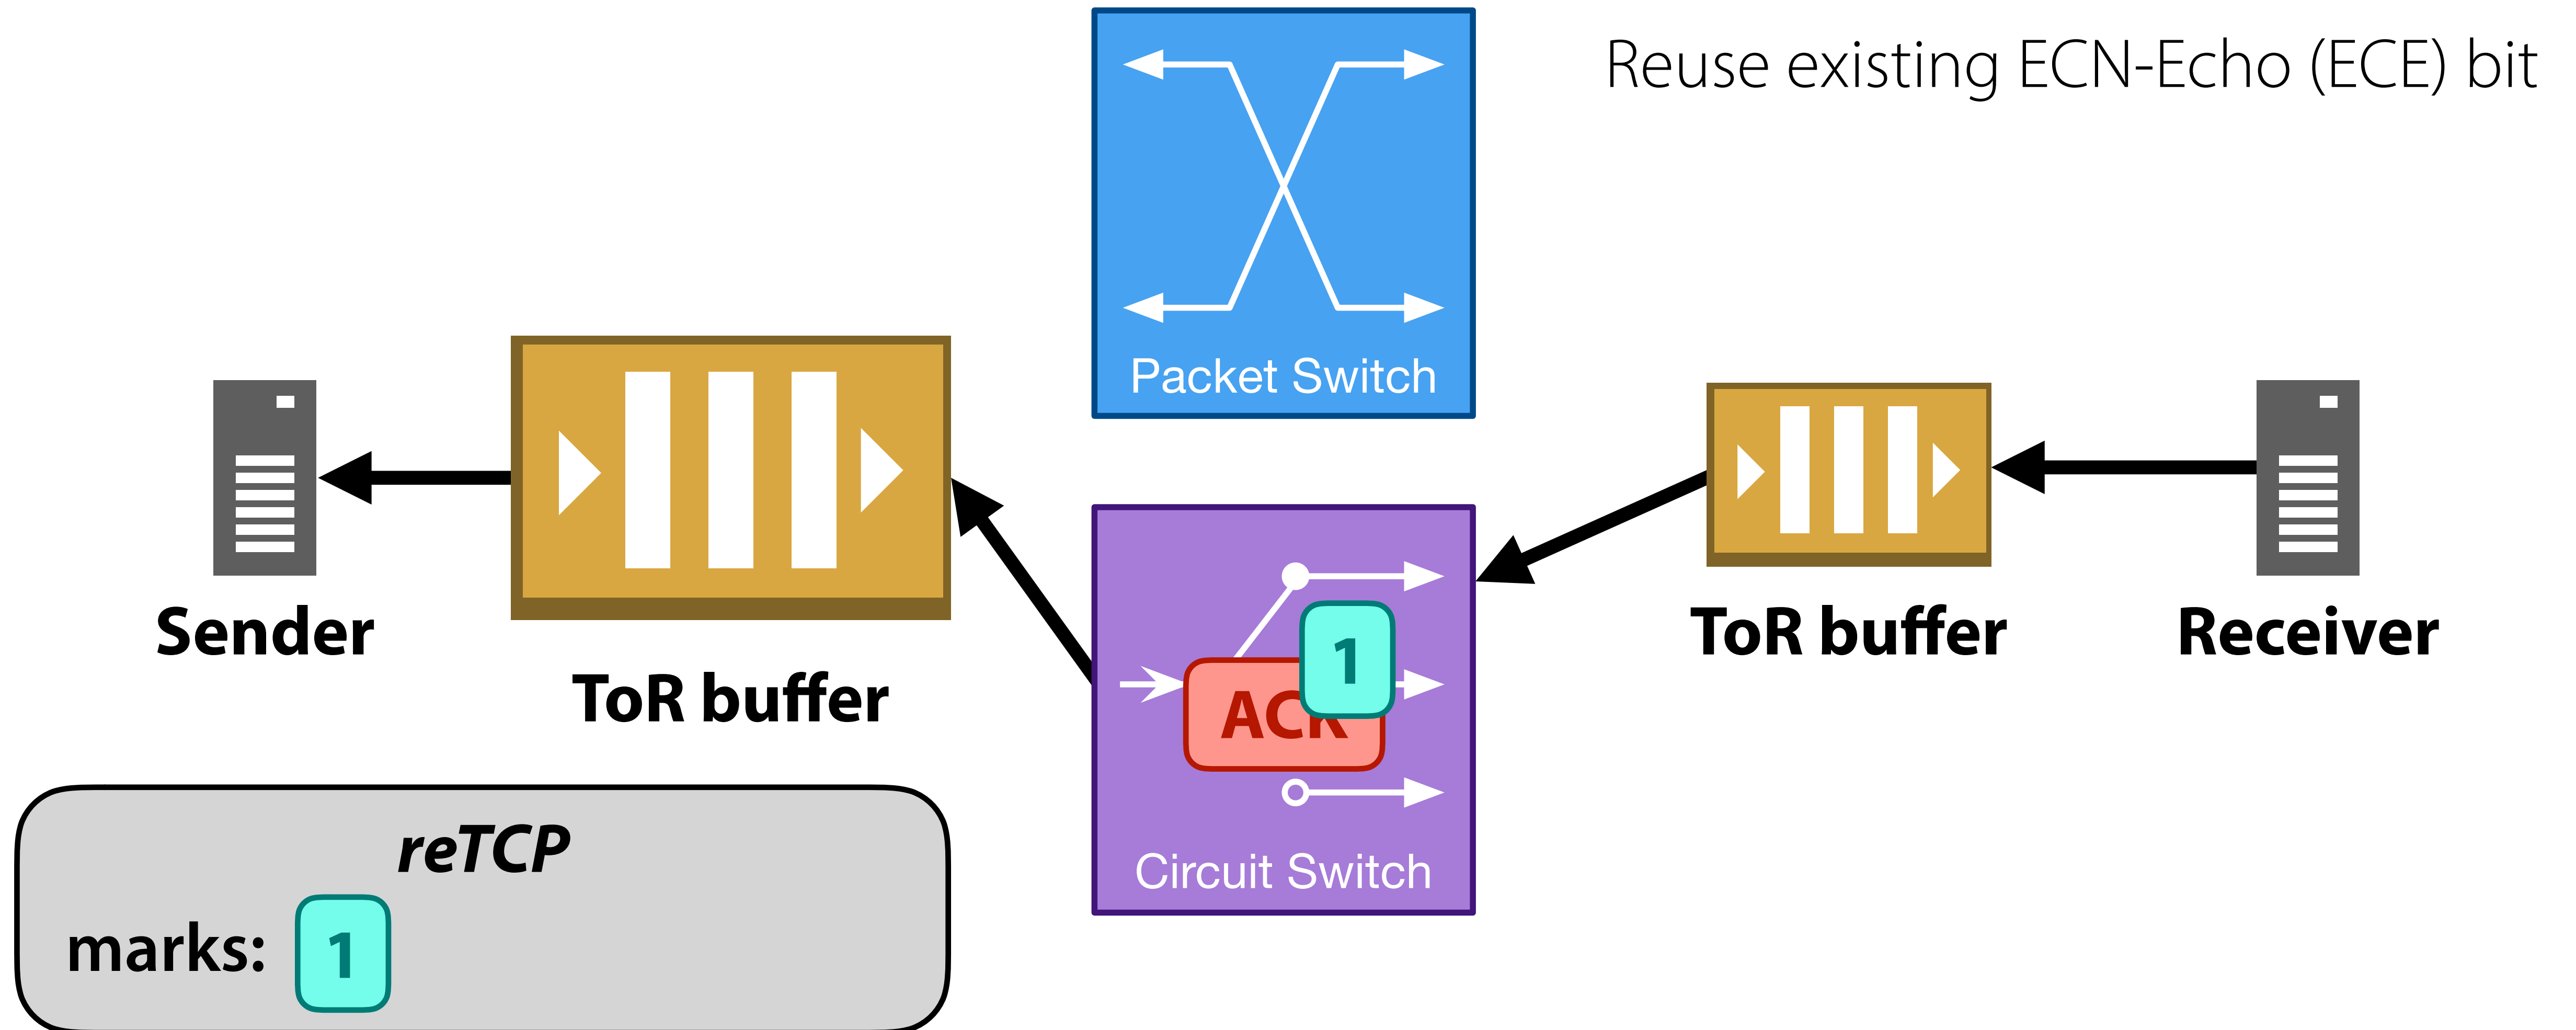 Reuse existing ECN-Echo (ECE) bit
Packet Switch
Sender
ToR buffer
1
ACK
Circuit Switch
ToR buffer
Receiver
reTCP
marks: 1